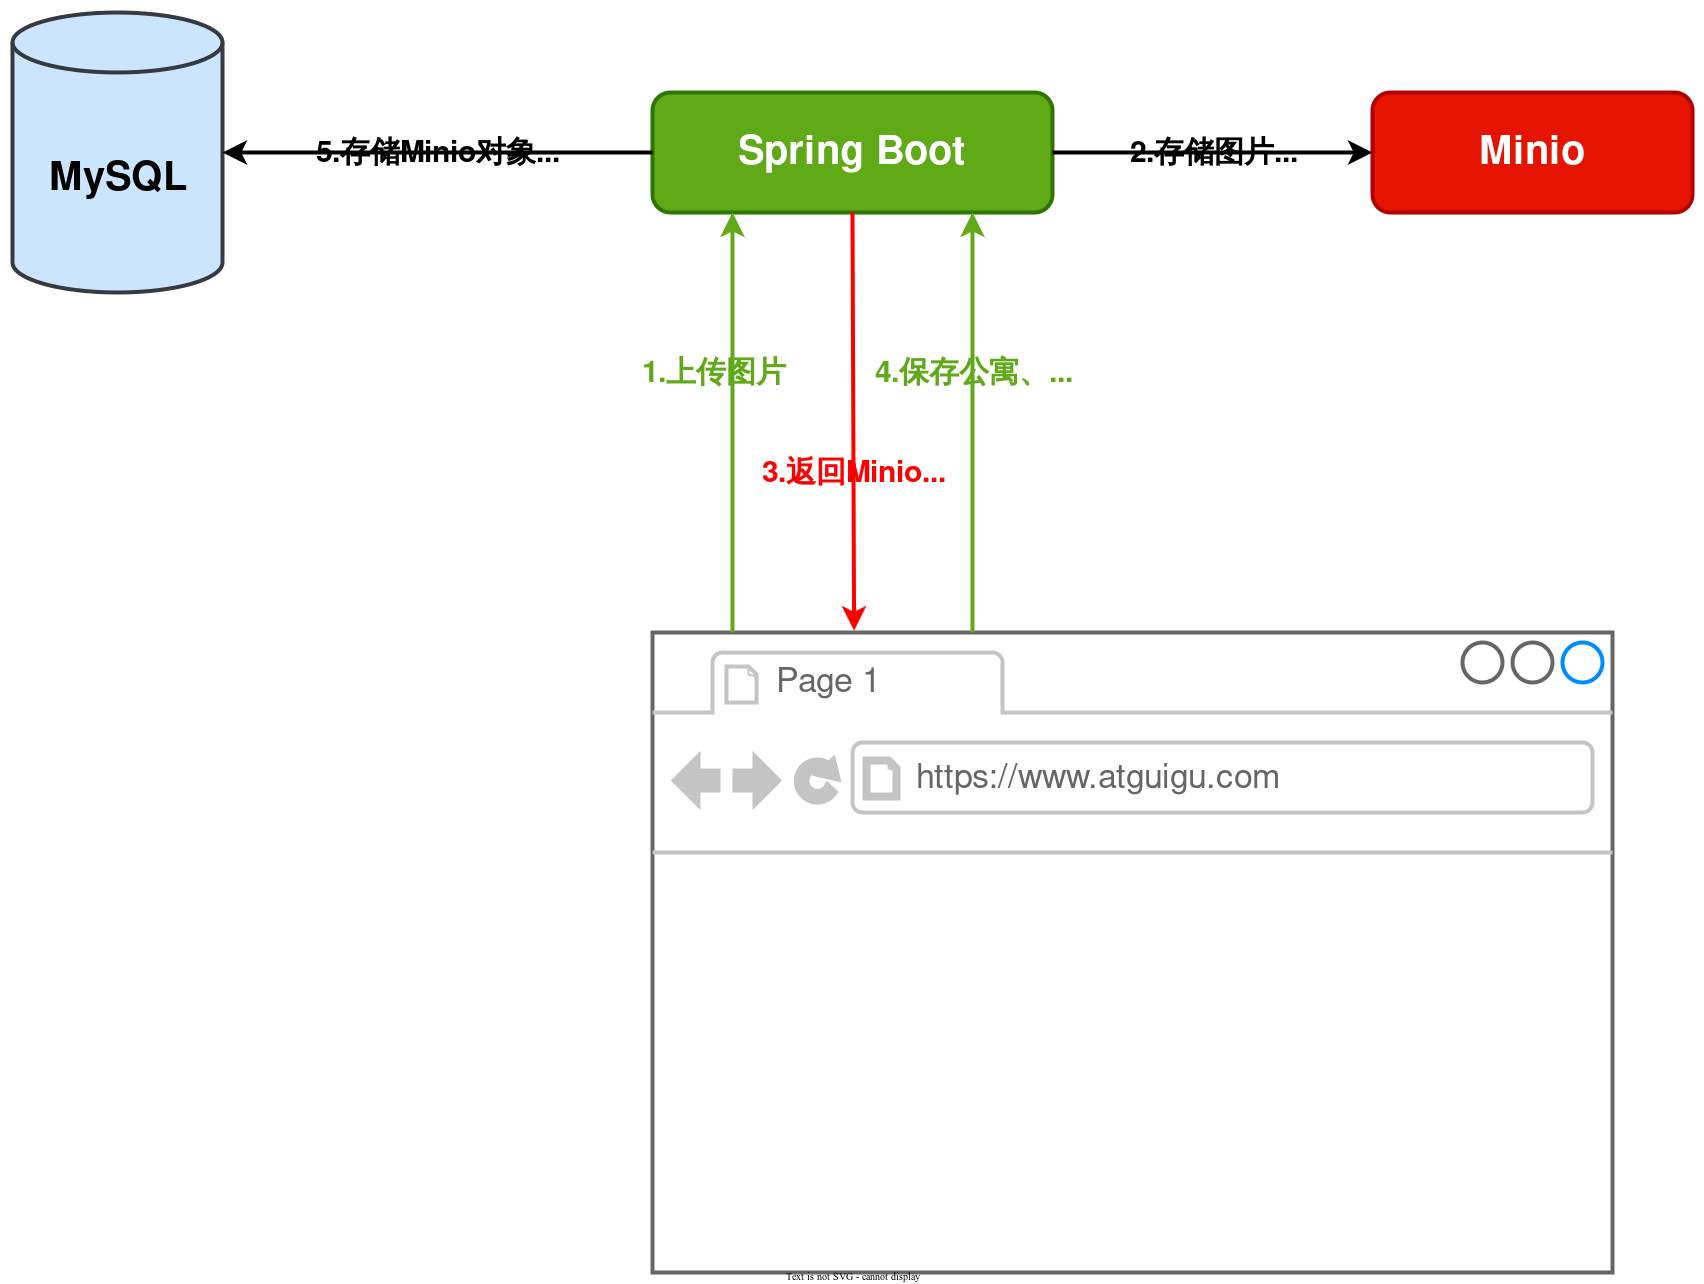 MySQL
5.存储Minio对象...
Spring Boot
2.存储图片...
Minio
1.上传图片
4.保存公寓、...
3.返回Minio...
Page 1
https://www.atguigu.com
Text is not SVG - cannot display